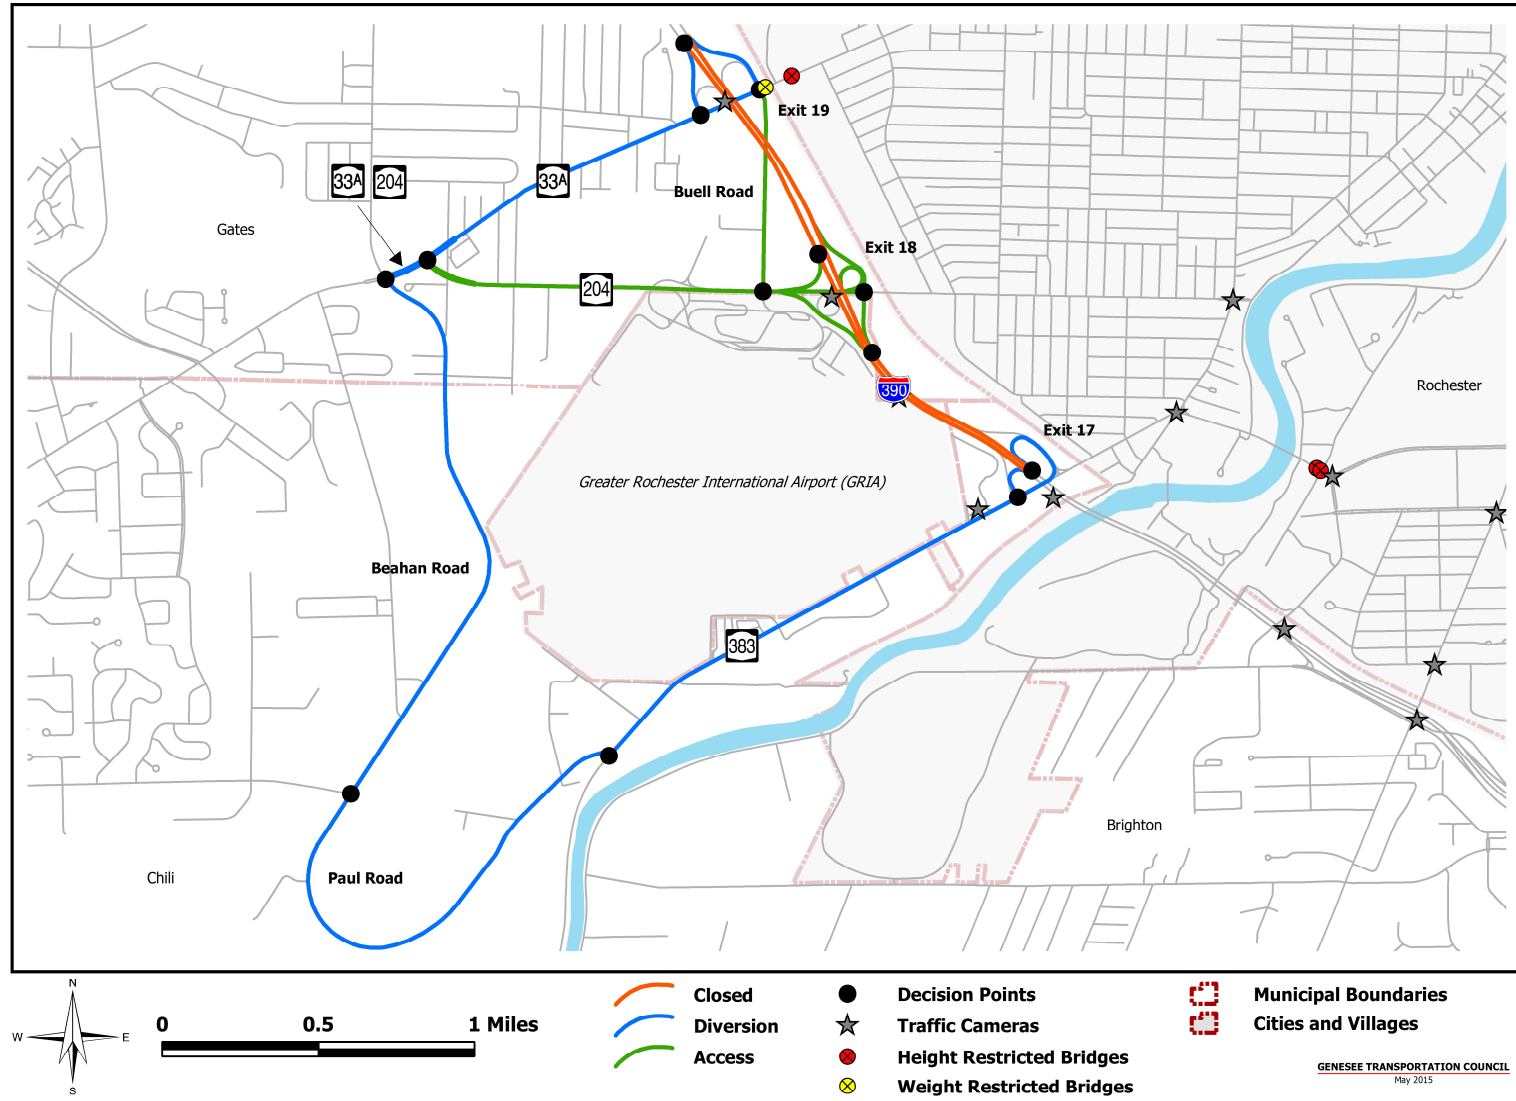 Exit 19
33A
204
33A
Buell Road
Gates
Exit 18
204
390
Rochester
Exit 17
Greater Rochester International Airport (GRIA)
Beahan Road
383
Brighton
Chili
Paul Road
N
W
E
S
0
0.5
1 Miles
Closed
Diversion
Access
Decision Points
Traffic Cameras
Height Restricted Bridges
Weight Restricted Bridges
Municipal Boundaries
Cities and Villages
GENESEE TRANSPORTATION COUNCIL
May 2015